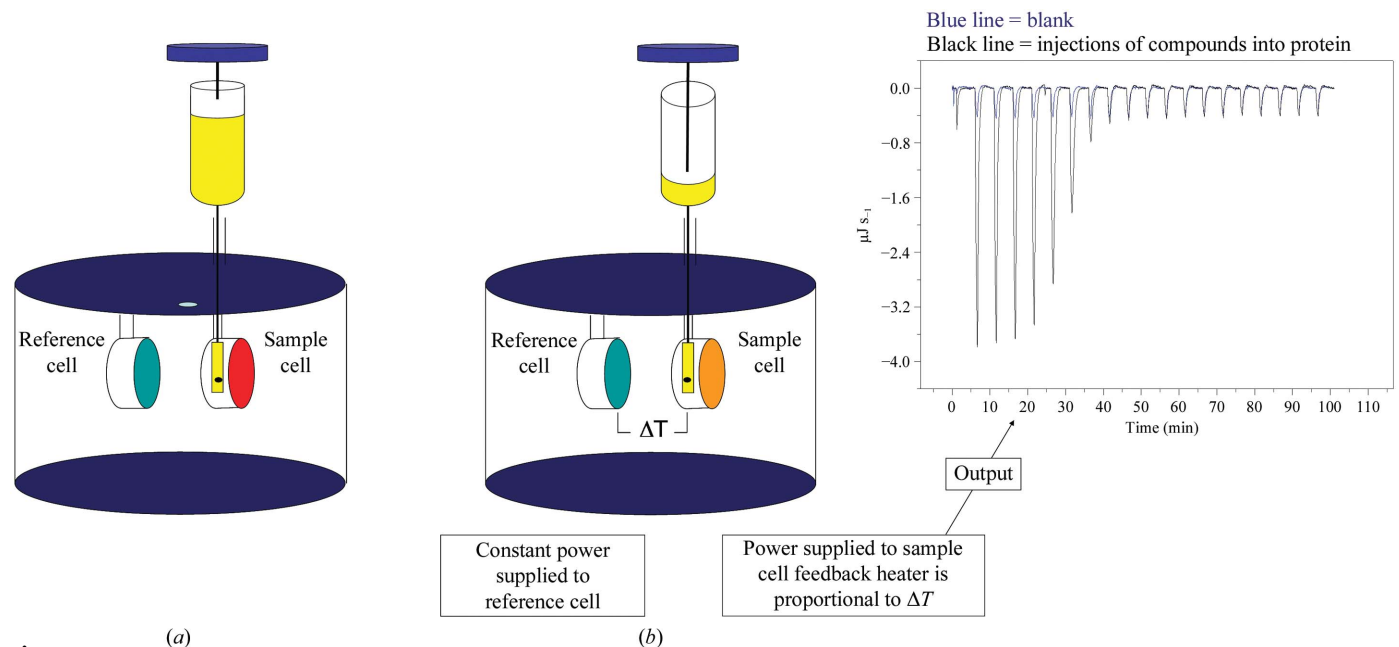 Blue line = blank
Black line = injections of compounds into protein
0.0
−0.8
−1.6
−2.4
−3.2
−4.0
μJ s₋₁
0 10 20 30 40 50 60 70 80 90 100 110
Time (min)
Output
Reference
cell
Sample
cell
Reference
cell
Sample
cell
ΔT
Constant power
supplied to
reference cell
Power supplied to sample
cell feedback heater is
proportional to ΔT
(a)
(b)